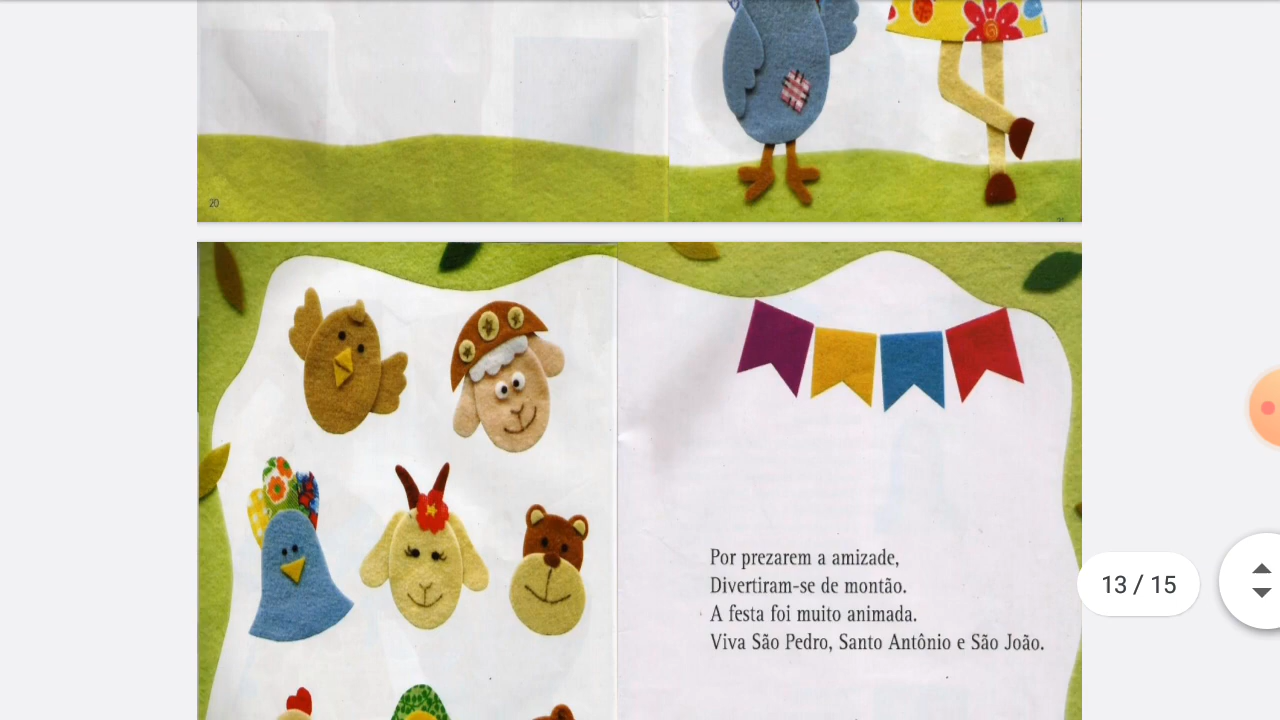 20
21
13 / 15
Por prezarem a amizade,
Divertiram-se de montão.
A festa foi muito animada.
Viva São Pedro, Santo Antônio e São João.